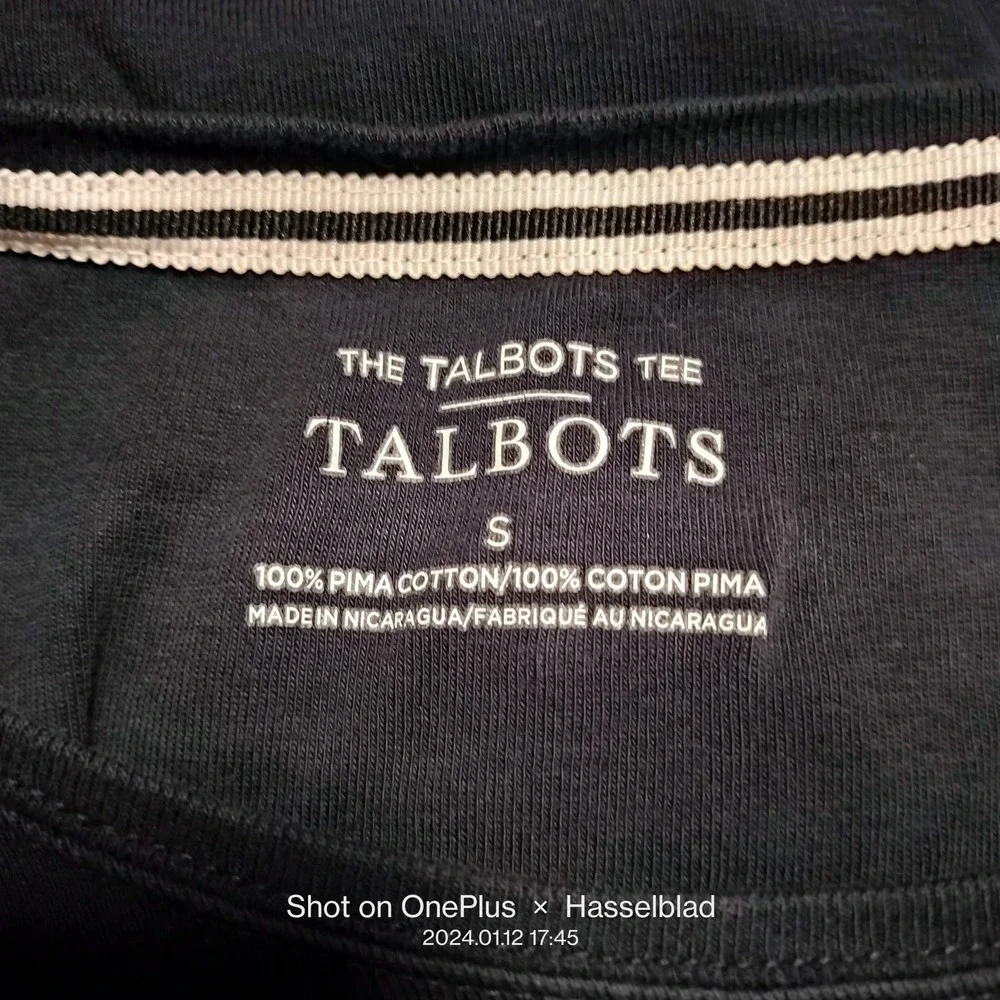 THE TALBOTS TEE
TALBOTS
S
100% PIMA COTTON/100% COTON PIMA
MADE IN NICARAGUA/FABRIQUÉ AU NICARAGUA
Shot on OnePlus × Hasselblad
2024.01.12 17:45